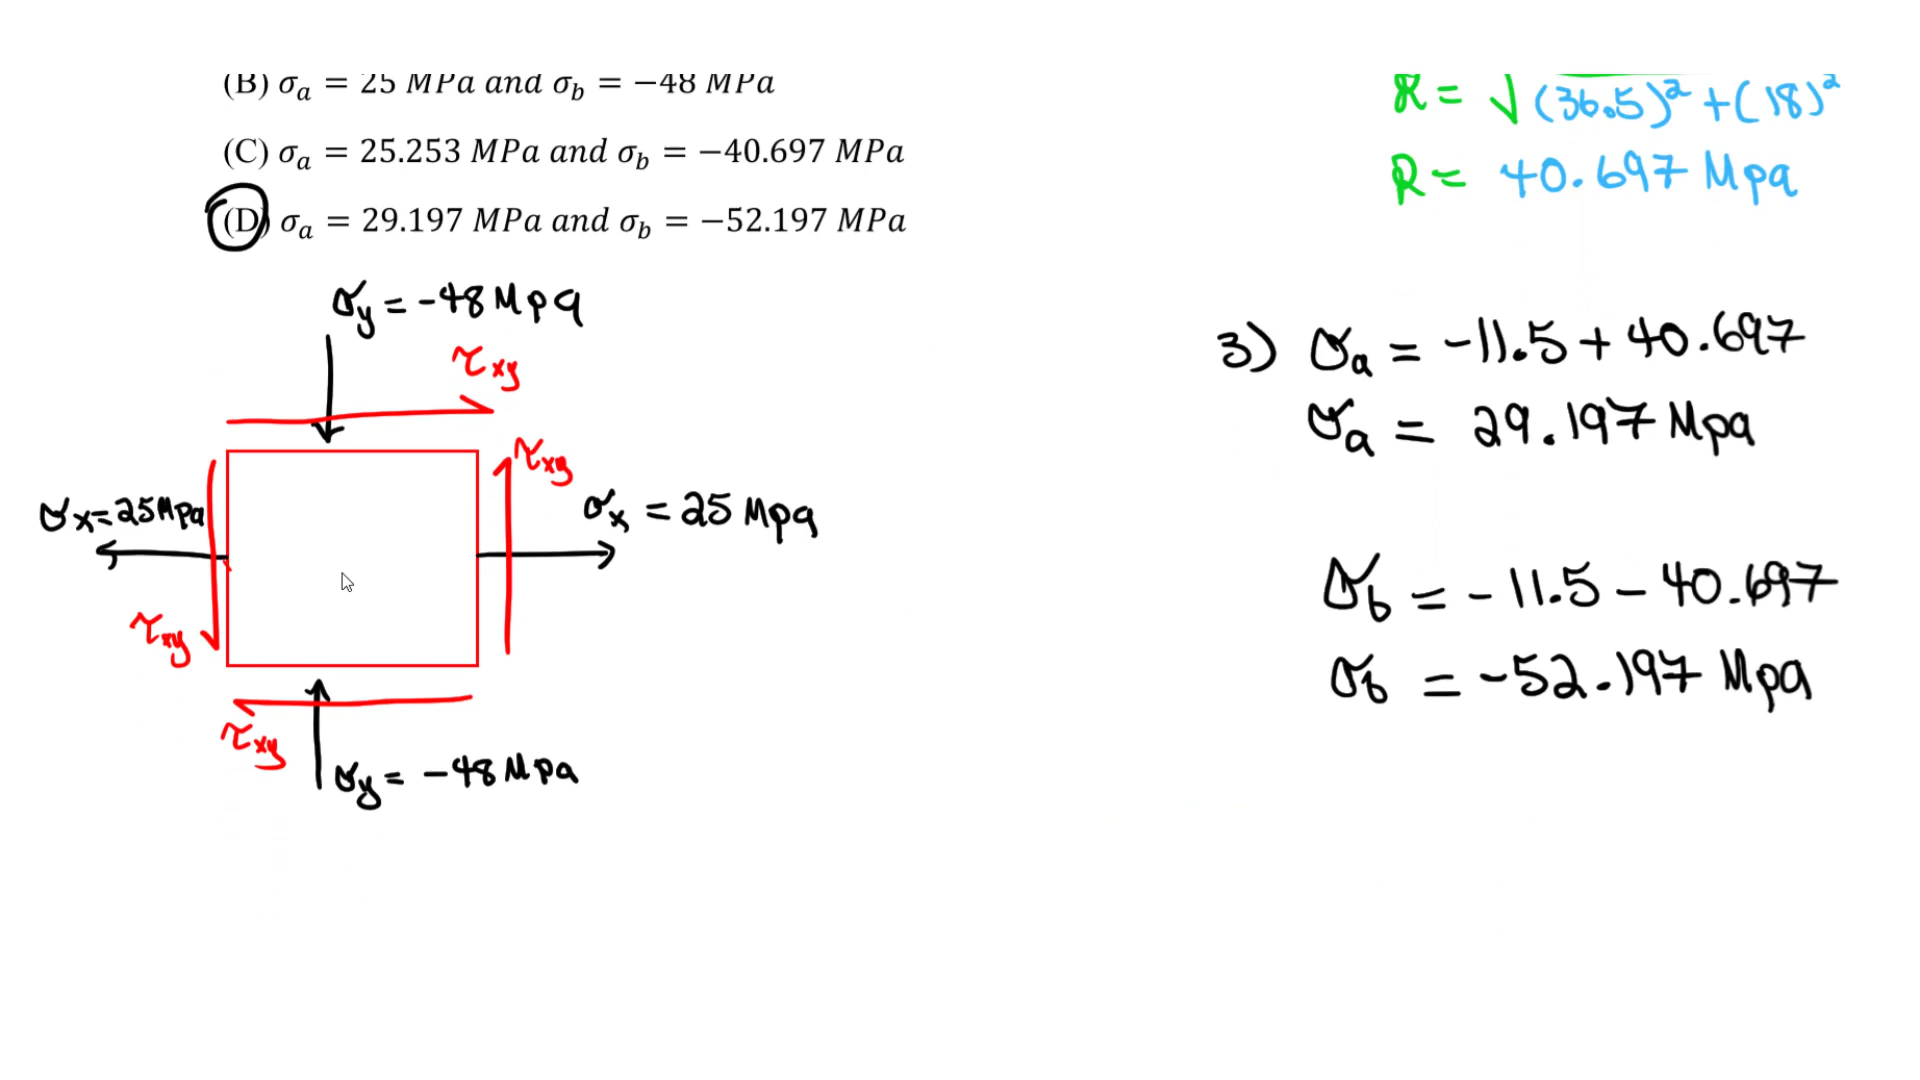 (B) σₐ = 25 MPa and σ_b = −48 MPa
(C) σₐ = 25.253 MPa and σ_b = −40.697 MPa
(D) σₐ = 29.197 MPa and σ_b = −52.197 MPa
σy = -48 Mpa
τxy
τxy
σx=25Mpa
σx = 25 Mpa
τxy
τxy
σy = -48 Mpa
R = √(36.5)² + (18)²
R = 40.697 Mpa
3) σa = -11.5 + 40.697
σa = 29.197 Mpa
σb = -11.5 - 40.697
σb = -52.197 Mpa